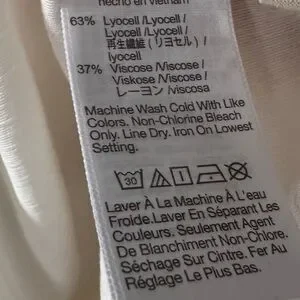 hecho en vietnam
63% Lyocell /Lyocell /
Lyocell /Lyocell /
再生繊維(リヨセル)/
lyocell
37% Viscose /Viscose /
Viskose /Viscose /
レーヨン /viscosa
Machine Wash Cold With Like
Colors. Non-Chlorine Bleach
Only. Line Dry. Iron On Lowest
Setting.
30
Laver À La Machine À L'eau
Froide.Laver En Séparant Les
Couleurs. Seulement Agent
De Blanchiment Non-Chlore.
Séchage Sur Cintre. Fer Au
Réglage Le Plus Bas.